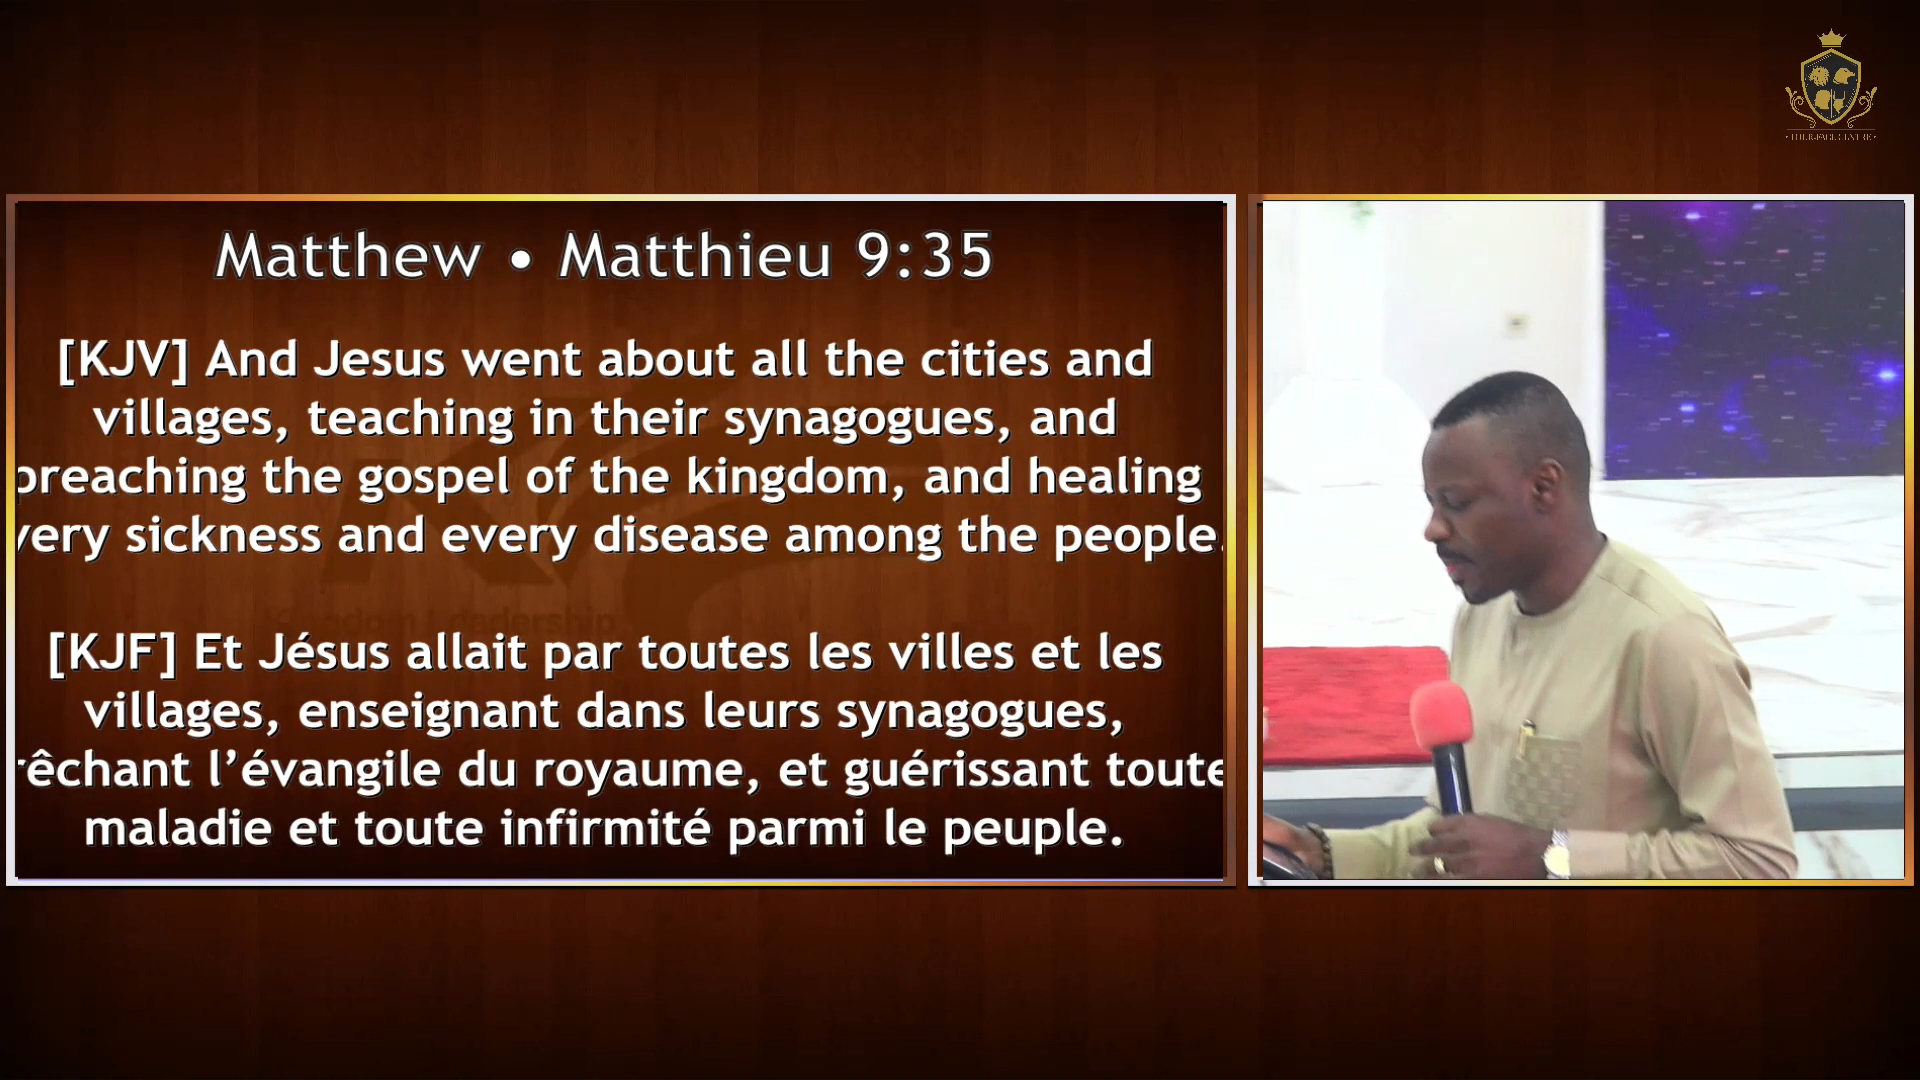 Matthew • Matthieu 9:35
[KJV] And Jesus went about all the cities and
villages, teaching in their synagogues, and
preaching the gospel of the kingdom, and healing
very sickness and every disease among the people.
[KJF] Et Jésus allait par toutes les villes et les
villages, enseignant dans leurs synagogues,
rêchant l’évangile du royaume, et guérissant toute
maladie et toute infirmité parmi le peuple.